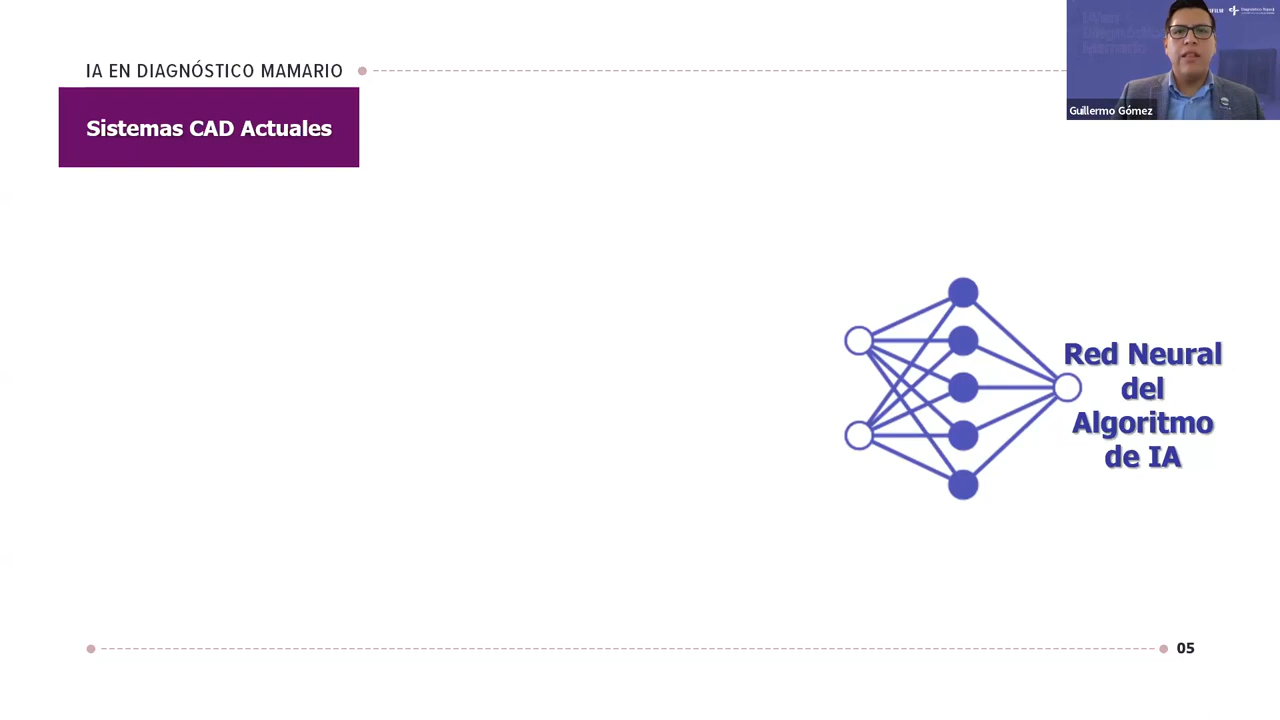 IA EN DIAGNÓSTICO MAMARIO
Sistemas CAD Actuales
Guillermo Gómez
Red Neural
del
Algoritmo
de IA
05